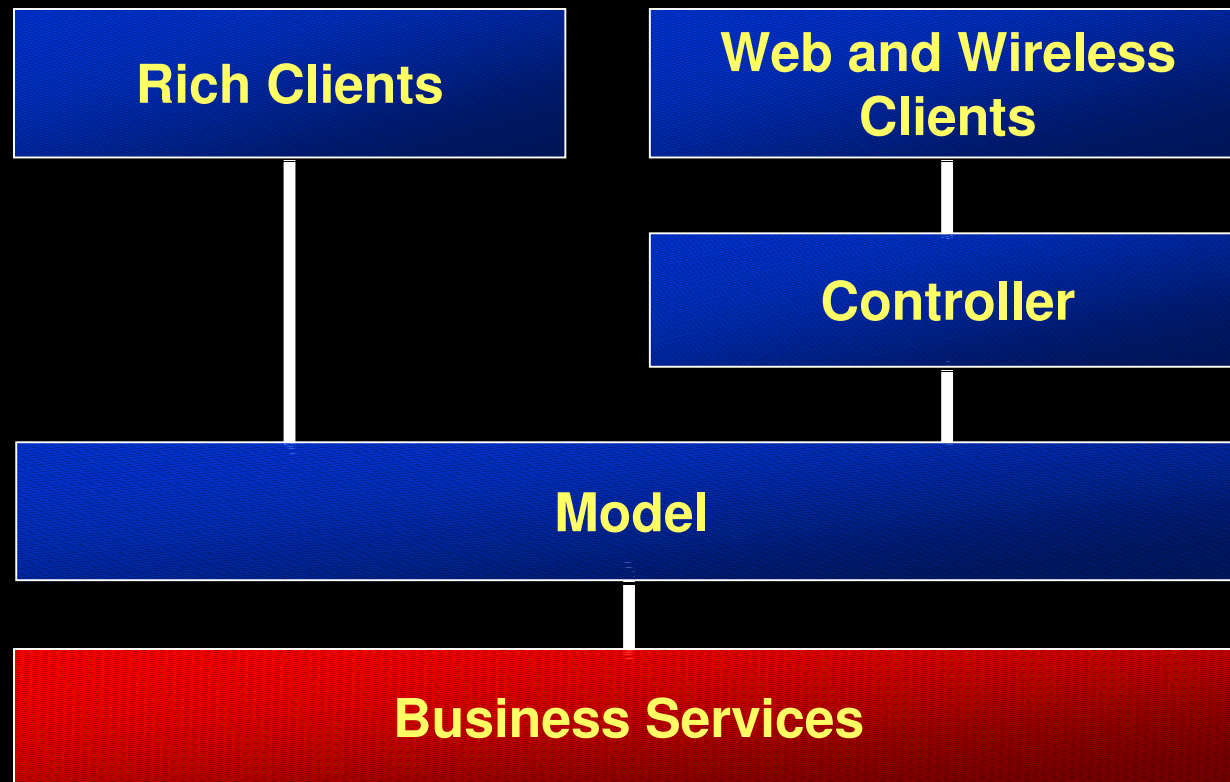 Rich Clients
Web and Wireless
Clients
Controller
Model
Business Services